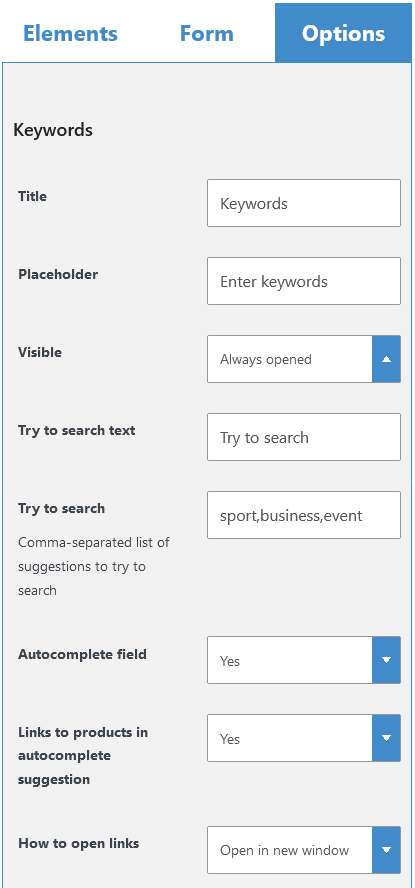 Elements Form Options
Keywords
Title Keywords
Placeholder Enter keywords
Visible Always opened
Try to search text Try to search
Try to search sport,business,event
Comma-separated list of
suggestions to try to
search
Autocomplete field Yes
Links to products in
autocomplete
suggestion
Yes
How to open links Open in new window